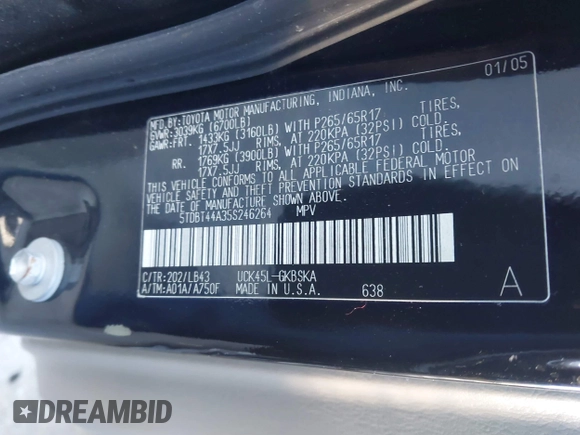 01/05
MFD.BY:TOYOTA MOTOR MANUFACTURING, INDIANA, INC.
GVWR:3039KG (6700LB)
GAWR:FRT. 1433KG (3160LB) WITH P265/65R17 TIRES,
17X7.5JJ RIMS, AT 220KPA (32PSI) COLD.
RR. 1769KG (3900LB) WITH P265/65R17 TIRES,
17X7.5JJ RIMS, AT 220KPA (32PSI) COLD.
THIS VEHICLE CONFORMS TO ALL APPLICABLE FEDERAL MOTOR
VEHICLE SAFETY AND THEFT PREVENTION STANDARDS IN EFFECT
ON THE DATE OF MANUFACTURE SHOWN ABOVE.
5TDBT44A35S246264 MPV
C/TR:202/LB43 UCK45L-GKBSKA
A/TM:A01A/A750F MADE IN U.S.A. 638
A
DREAMBID